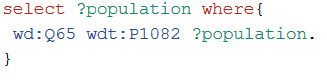 select ?population where{
wd:Q65 wdt:P1082 ?population.
}